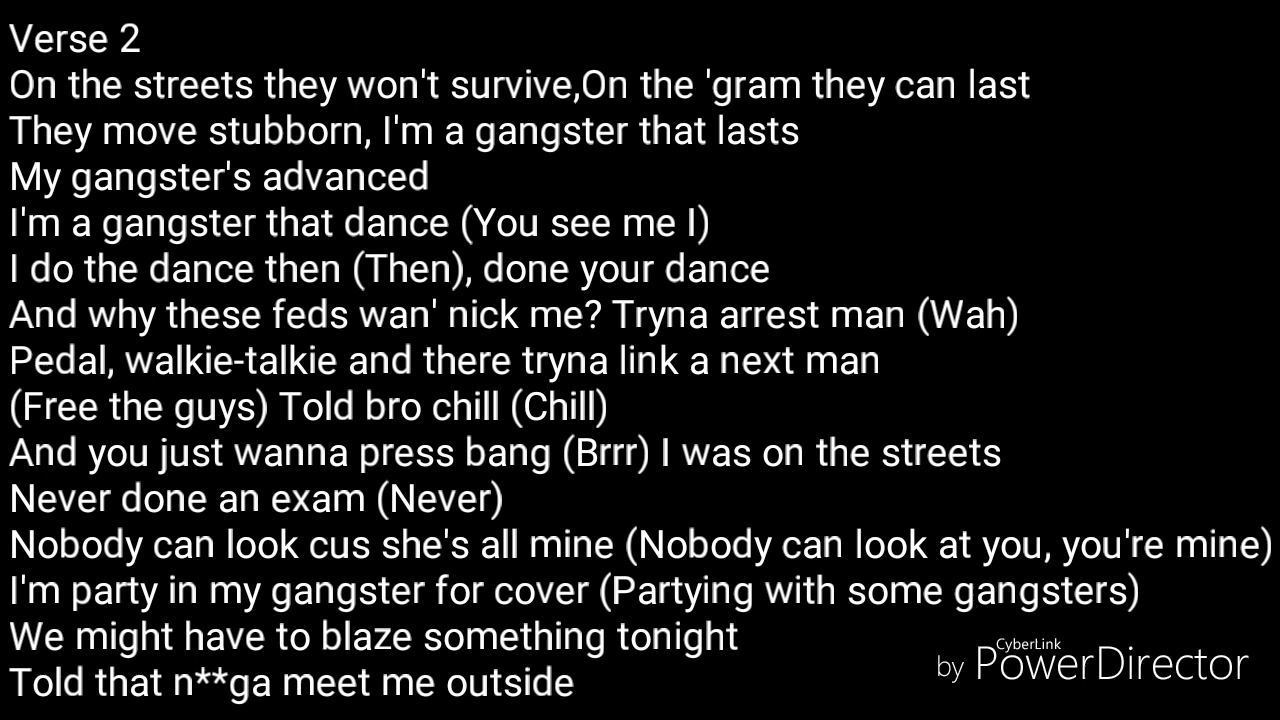 Verse 2
On the streets they won't survive,On the 'gram they can last
They move stubborn, I'm a gangster that lasts
My gangster's advanced
I'm a gangster that dance (You see me I)
I do the dance then (Then), done your dance
And why these feds wan' nick me? Tryna arrest man (Wah)
Pedal, walkie-talkie and there tryna link a next man
(Free the guys) Told bro chill (Chill)
And you just wanna press bang (Brrr) I was on the streets
Never done an exam (Never)
Nobody can look cus she's all mine (Nobody can look at you, you're mine)
I'm party in my gangster for cover (Partying with some gangsters)
We might have to blaze something tonight
Told that n**ga meet me outside
CyberLink
by PowerDirector